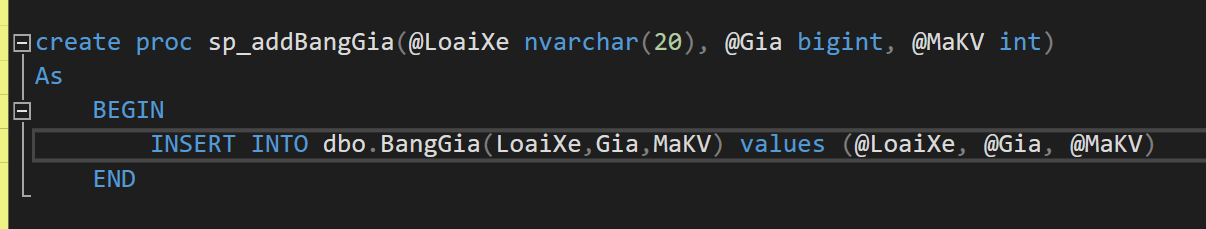 create proc sp_addBangGia(@LoaiXe nvarchar(20), @Gia bigint, @MaKV int)
As
BEGIN
INSERT INTO dbo.BangGia(LoaiXe,Gia,MaKV) values (@LoaiXe, @Gia, @MaKV)
END